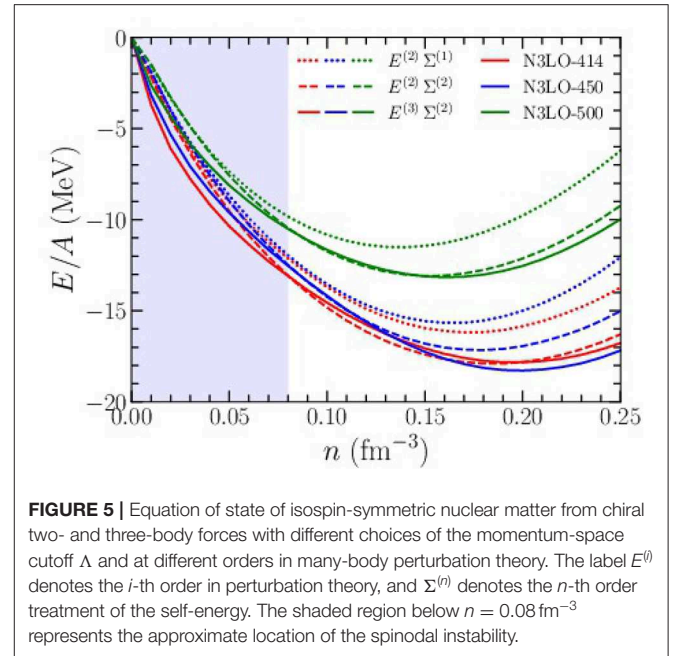 0
−5
−10
−15
−20
E/A (MeV)
E^(2) Σ^(1)
E^(2) Σ^(2)
E^(3) Σ^(2)
N3LO-414
N3LO-450
N3LO-500
0.00 0.05 0.10 0.15 0.20 0.25
n (fm⁻³)
FIGURE 5 | Equation of state of isospin-symmetric nuclear matter from chiral
two- and three-body forces with different choices of the momentum-space
cutoff Λ and at different orders in many-body perturbation theory. The label E^(i)
denotes the i-th order in perturbation theory, and Σ^(n) denotes the n-th order
treatment of the self-energy. The shaded region below n = 0.08 fm⁻³
represents the approximate location of the spinodal instability.